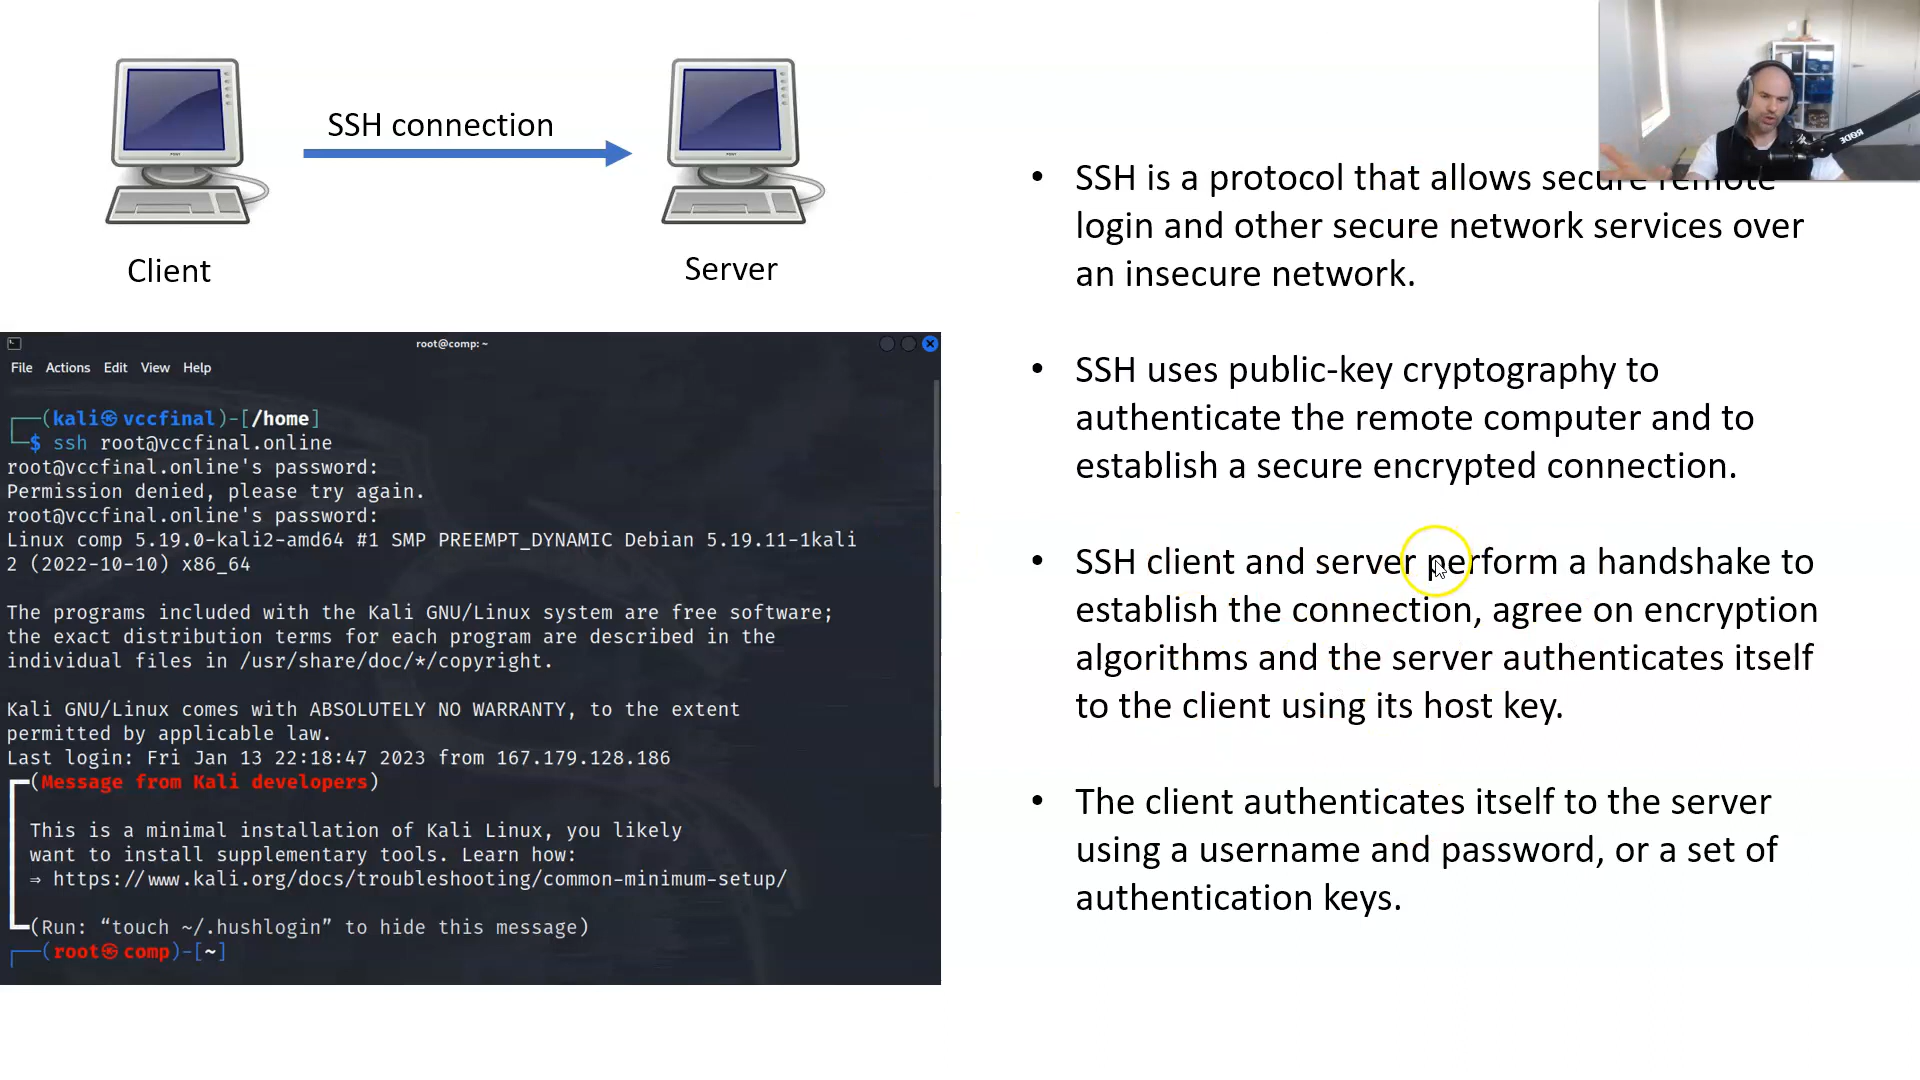 SSH connection
Client
Server
root@comp: ~
File Actions Edit View Help
(kali㉿vccfinal)-[/home]
$ ssh root@vccfinal.online
root@vccfinal.online's password:
Permission denied, please try again.
root@vccfinal.online's password:
Linux comp 5.19.0-kali2-amd64 #1 SMP PREEMPT_DYNAMIC Debian 5.19.11-1kali
2 (2022-10-10) x86_64
The programs included with the Kali GNU/Linux system are free software;
the exact distribution terms for each program are described in the
individual files in /usr/share/doc/*/copyright.
Kali GNU/Linux comes with ABSOLUTELY NO WARRANTY, to the extent
permitted by applicable law.
Last login: Fri Jan 13 22:18:47 2023 from 167.179.128.186
(Message from Kali developers)
This is a minimal installation of Kali Linux, you likely
want to install supplementary tools. Learn how:
⇒ https://www.kali.org/docs/troubleshooting/common-minimum-setup/
(Run: “touch ~/.hushlogin” to hide this message)
(root㉿comp)-[~]
• SSH is a protocol that allows secure remote
login and other secure network services over
an insecure network.
• SSH uses public-key cryptography to
authenticate the remote computer and to
establish a secure encrypted connection.
• SSH client and server perform a handshake to
establish the connection, agree on encryption
algorithms and the server authenticates itself
to the client using its host key.
• The client authenticates itself to the server
using a username and password, or a set of
authentication keys.
RODE